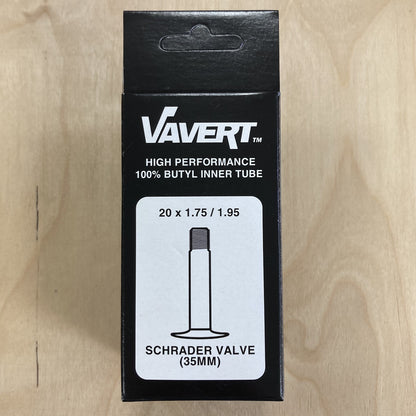 VAVERT™
HIGH PERFORMANCE
100% BUTYL INNER TUBE
20 x 1.75 / 1.95
SCHRADER VALVE
(35MM)